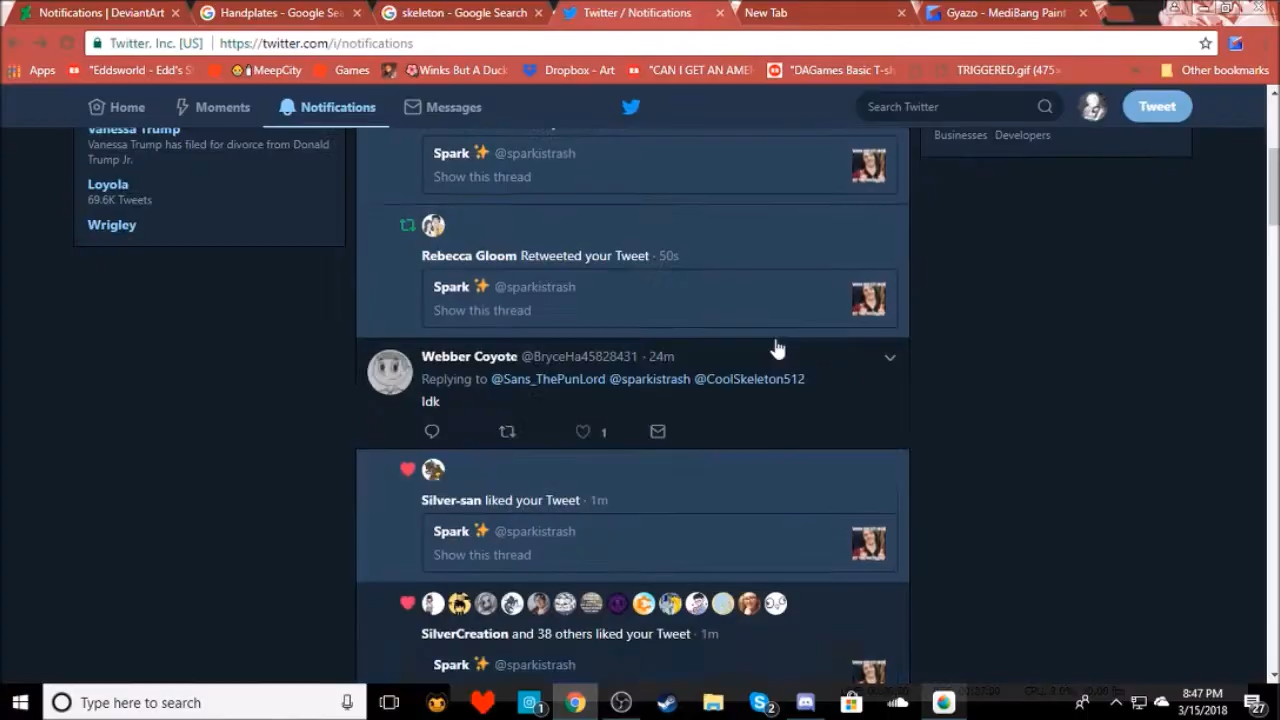 Notifications | DeviantArt
Handplates - Google Se
skeleton - Google Search
Twitter / Notifications
New Tab
Gyazo - MediBang Paint
Twitter, Inc. [US]
https://twitter.com/i/notifications
Apps
"Eddsworld - Edd's S
MeepCity
Games
Winks But A Duck
Dropbox - Art
"CAN I GET AN AME
"DAGames Basic T-sh
TRIGGERED.gif (475×
Other bookmarks
Home
Moments
Notifications
Messages
Search Twitter
Tweet
Vanessa Trump
Vanessa Trump has filed for divorce from Donald
Trump Jr.
Loyola
69.6K Tweets
Wrigley
Businesses Developers
Spark ✨ @sparkistrash
Show this thread
Rebecca Gloom Retweeted your Tweet · 50s
Spark ✨ @sparkistrash
Show this thread
Webber Coyote @BryceHa45828431 · 24m
Replying to @Sans_ThePunLord @sparkistrash @CoolSkeleton512
Idk
1
Silver-san liked your Tweet · 1m
Spark ✨ @sparkistrash
Show this thread
SilverCreation and 38 others liked your Tweet · 1m
Spark ✨ @sparkistrash
Type here to search
1
2
8:47 PM
3/15/2018
27